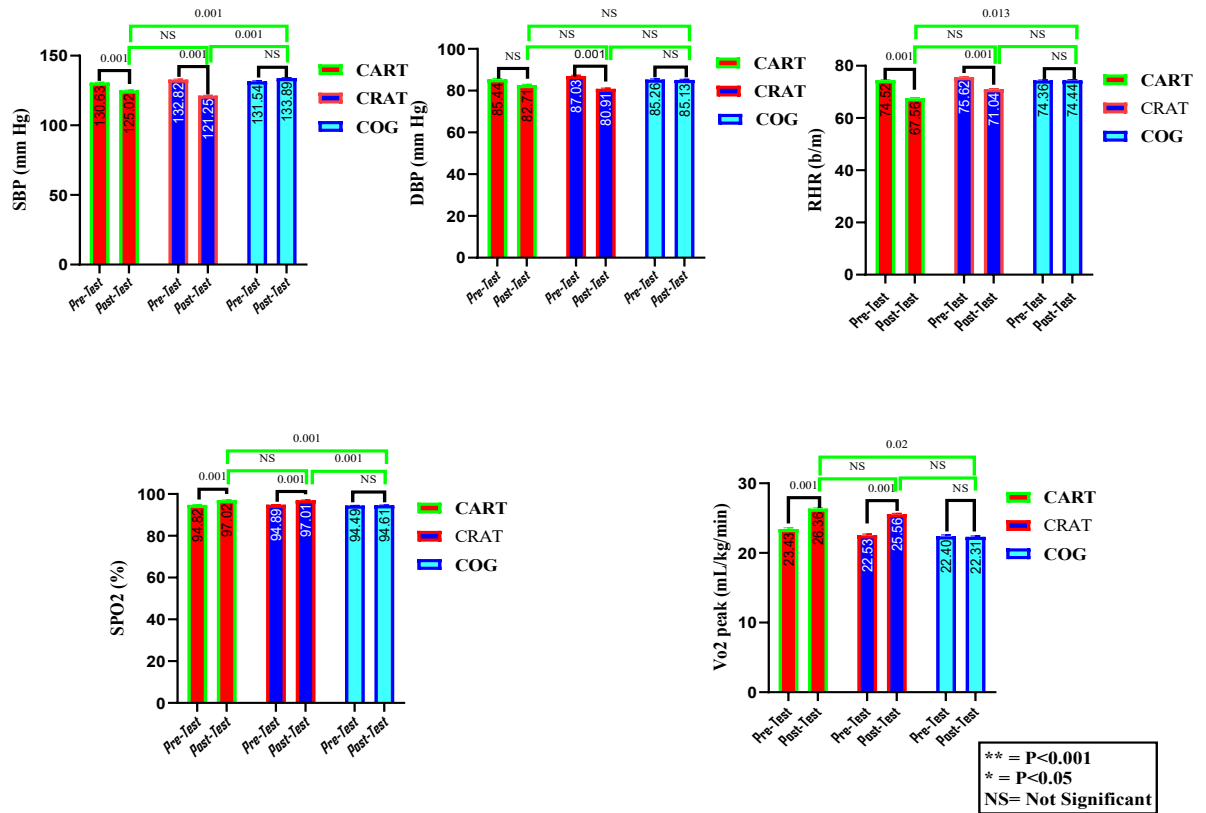 0.001
NS
0.001
0.001
0.001
NS
SBP (mm Hg)
150
100
50
0
130.63
125.02
132.82
121.25
131.54
133.89
Pre-Test
Post-Test
Pre-Test
Post-Test
Pre-Test
Post-Test
CART
CRAT
COG
NS
NS
NS
NS
0.001
NS
DBP (mm Hg)
100
80
60
40
20
0
85.44
82.71
87.03
80.91
85.26
85.13
Pre-Test
Post-Test
Pre-Test
Post-Test
Pre-Test
Post-Test
CART
CRAT
COG
0.013
NS
NS
0.001
0.001
NS
RHR (b/m)
80
60
40
20
0
74.52
67.56
75.62
71.04
74.36
74.44
Pre-Test
Post-Test
Pre-Test
Post-Test
Pre-Test
Post-Test
CART
CRAT
COG
0.001
NS
0.001
0.001
0.001
NS
SPO2 (%)
100
80
60
40
20
0
94.82
97.02
94.89
97.01
94.49
94.61
Pre-Test
Post-Test
Pre-Test
Post-Test
Pre-Test
Post-Test
CART
CRAT
COG
0.02
NS
NS
0.001
0.001
NS
Vo2 peak (mL/kg/min)
30
20
10
0
23.43
26.36
22.53
25.56
22.40
22.31
Pre-Test
Post-Test
Pre-Test
Post-Test
Pre-Test
Post-Test
CART
CRAT
COG
** = P<0.001
* = P<0.05
NS= Not Significant